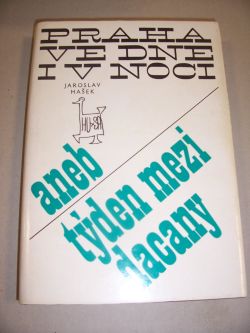 PRAHA
VE DNE
I V NOCI
JAROSLAV
HAŠEK
aneb
týden mezi
dacany